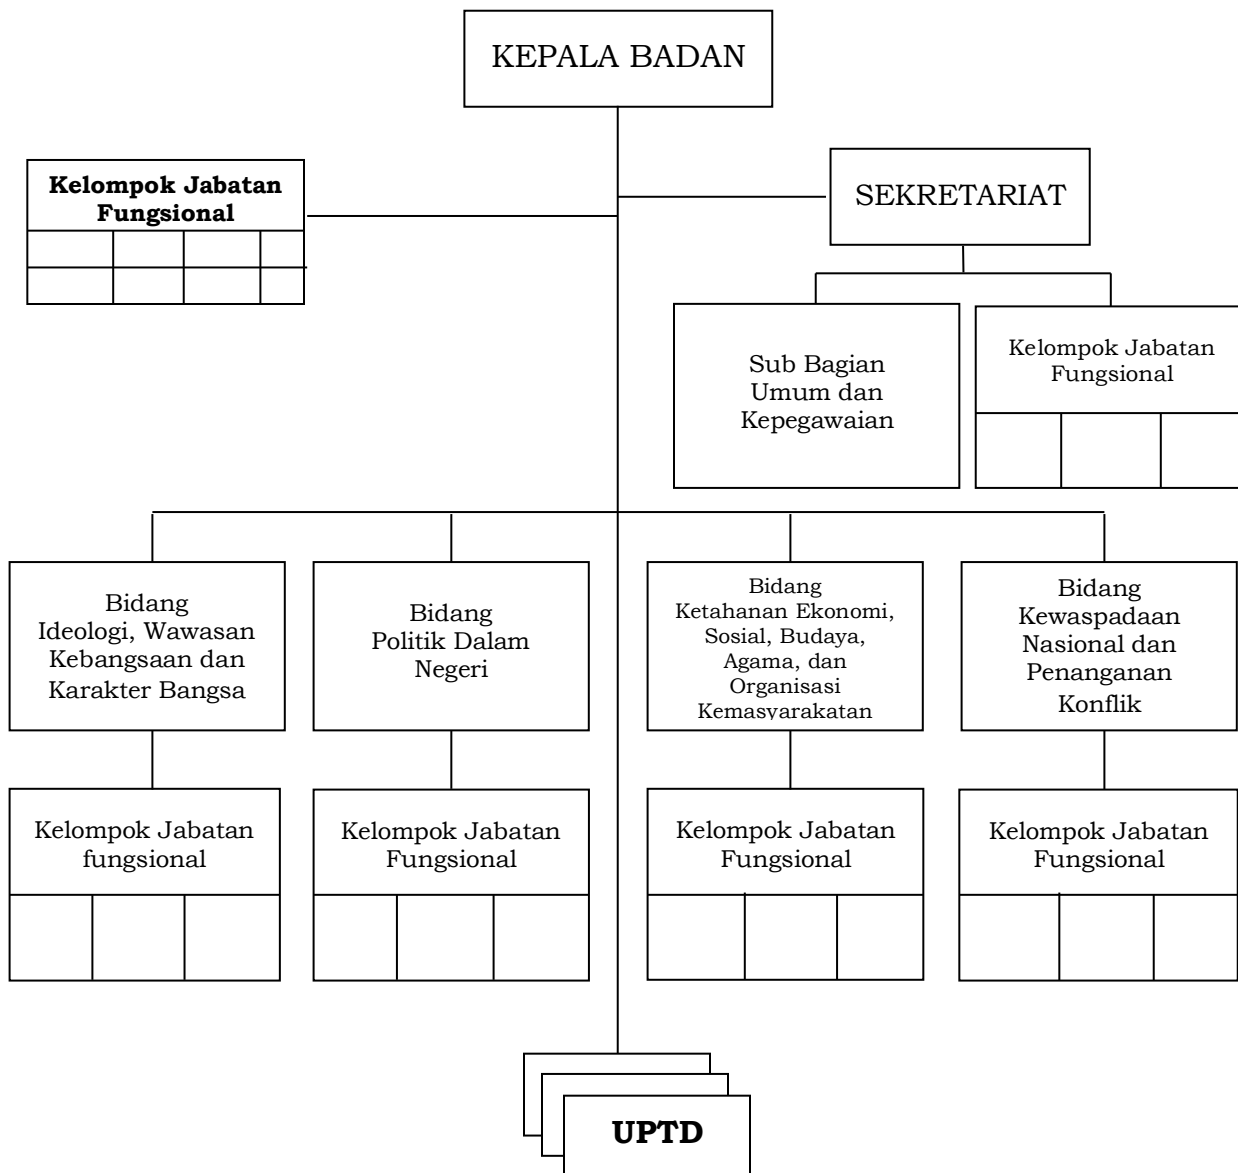 KEPALA BADAN
Kelompok Jabatan
Fungsional
SEKRETARIAT
Sub Bagian
Umum dan
Kepegawaian
Kelompok Jabatan
Fungsional
Bidang
Ideologi, Wawasan
Kebangsaan dan
Karakter Bangsa
Bidang
Politik Dalam
Negeri
Bidang
Ketahanan Ekonomi,
Sosial, Budaya,
Agama, dan
Organisasi
Kemasyarakatan
Bidang
Kewaspadaan
Nasional dan
Penanganan
Konflik
Kelompok Jabatan
fungsional
Kelompok Jabatan
Fungsional
Kelompok Jabatan
Fungsional
Kelompok Jabatan
Fungsional
UPTD